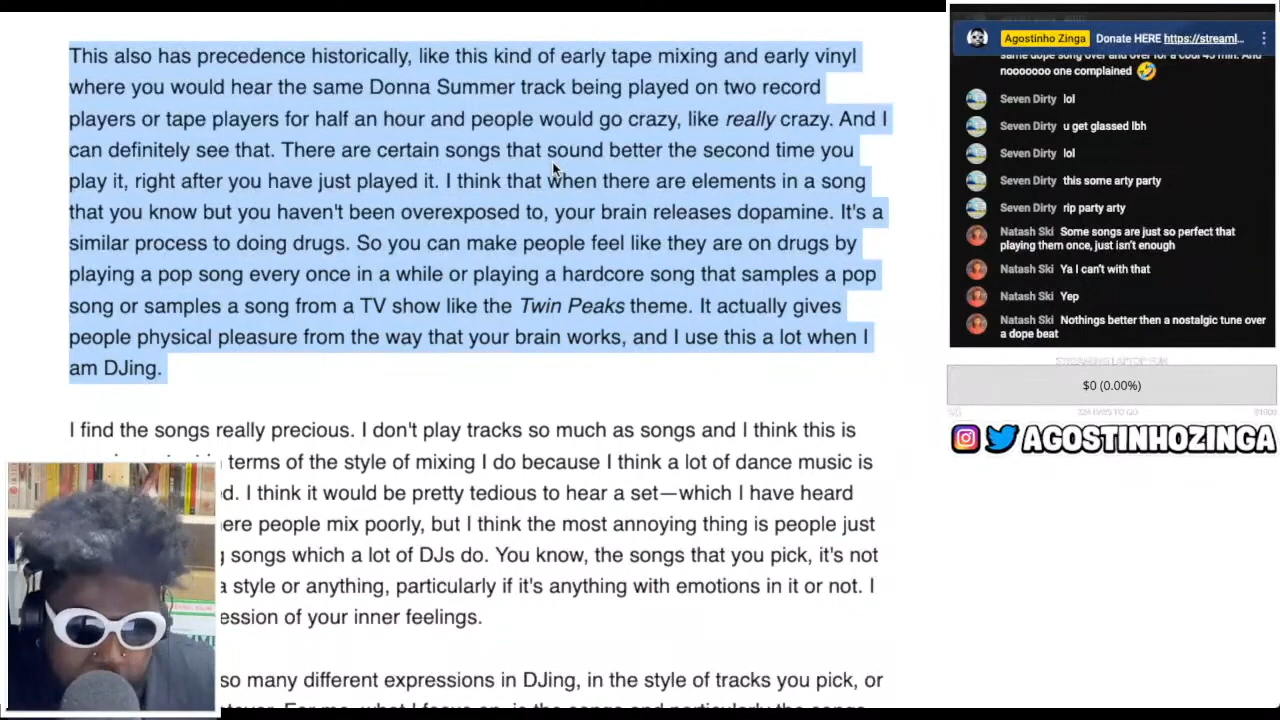 This also has precedence historically, like this kind of early tape mixing and early vinyl
where you would hear the same Donna Summer track being played on two record
players or tape players for half an hour and people would go crazy, like really crazy. And I
can definitely see that. There are certain songs that sound better the second time you
play it, right after you have just played it. I think that when there are elements in a song
that you know but you haven't been overexposed to, your brain releases dopamine. It's a
similar process to doing drugs. So you can make people feel like they are on drugs by
playing a pop song every once in a while or playing a hardcore song that samples a pop
song or samples a song from a TV show like the Twin Peaks theme. It actually gives
people physical pleasure from the way that your brain works, and I use this a lot when I
am DJing.
I find the songs really precious. I don't play tracks so much as songs and I think this is
terms of the style of mixing I do because I think a lot of dance music is
d. I think it would be pretty tedious to hear a set—which I have heard
ere people mix poorly, but I think the most annoying thing is people just
songs which a lot of DJs do. You know, the songs that you pick, it's not
a style or anything, particularly if it's anything with emotions in it or not. I
ession of your inner feelings.
so many different expressions in DJing, in the style of tracks you pick, or
Agostinho Zinga Donate HERE https://streaml...
same dope song over and over for a cool 45 min. And
nooooooo one complained 🤣
Seven Dirty lol
Seven Dirty u get glassed lbh
Seven Dirty lol
Seven Dirty this some arty party
Seven Dirty rip party arty
Natash Ski Some songs are just so perfect that
playing them once, just isn't enough
Natash Ski Ya I can't with that
Natash Ski Yep
Natash Ski Nothings better then a nostalgic tune over
a dope beat
$0 (0.00%)
AGOSTINHOZINGA